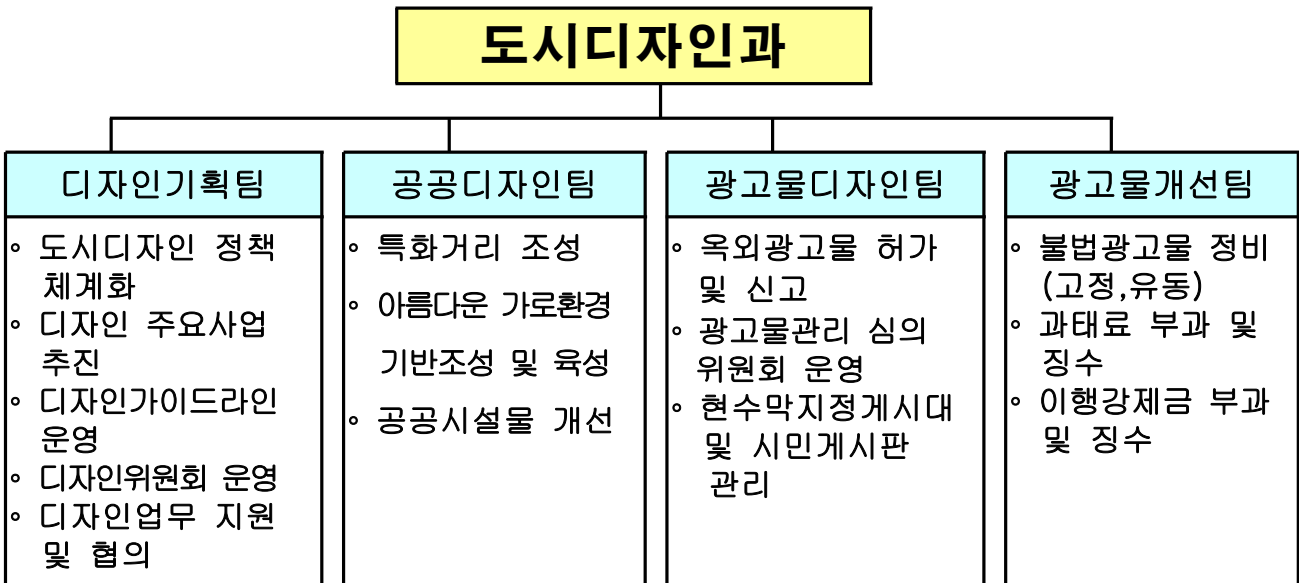 도시디자인과
디자인기획팀
◦ 도시디자인 정책
체계화
◦ 디자인 주요사업
추진
◦ 디자인가이드라인
운영
◦ 디자인위원회 운영
◦ 디자인업무 지원
및 협의
공공디자인팀
◦ 특화거리 조성
◦ 아름다운 가로환경
기반조성 및 육성
◦ 공공시설물 개선
광고물디자인팀
◦ 옥외광고물 허가
및 신고
◦ 광고물관리 심의
위원회 운영
◦ 현수막지정게시대
및 시민게시판
관리
광고물개선팀
◦ 불법광고물 정비
(고정,유동)
◦ 과태료 부과 및
징수
◦ 이행강제금 부과
및 징수